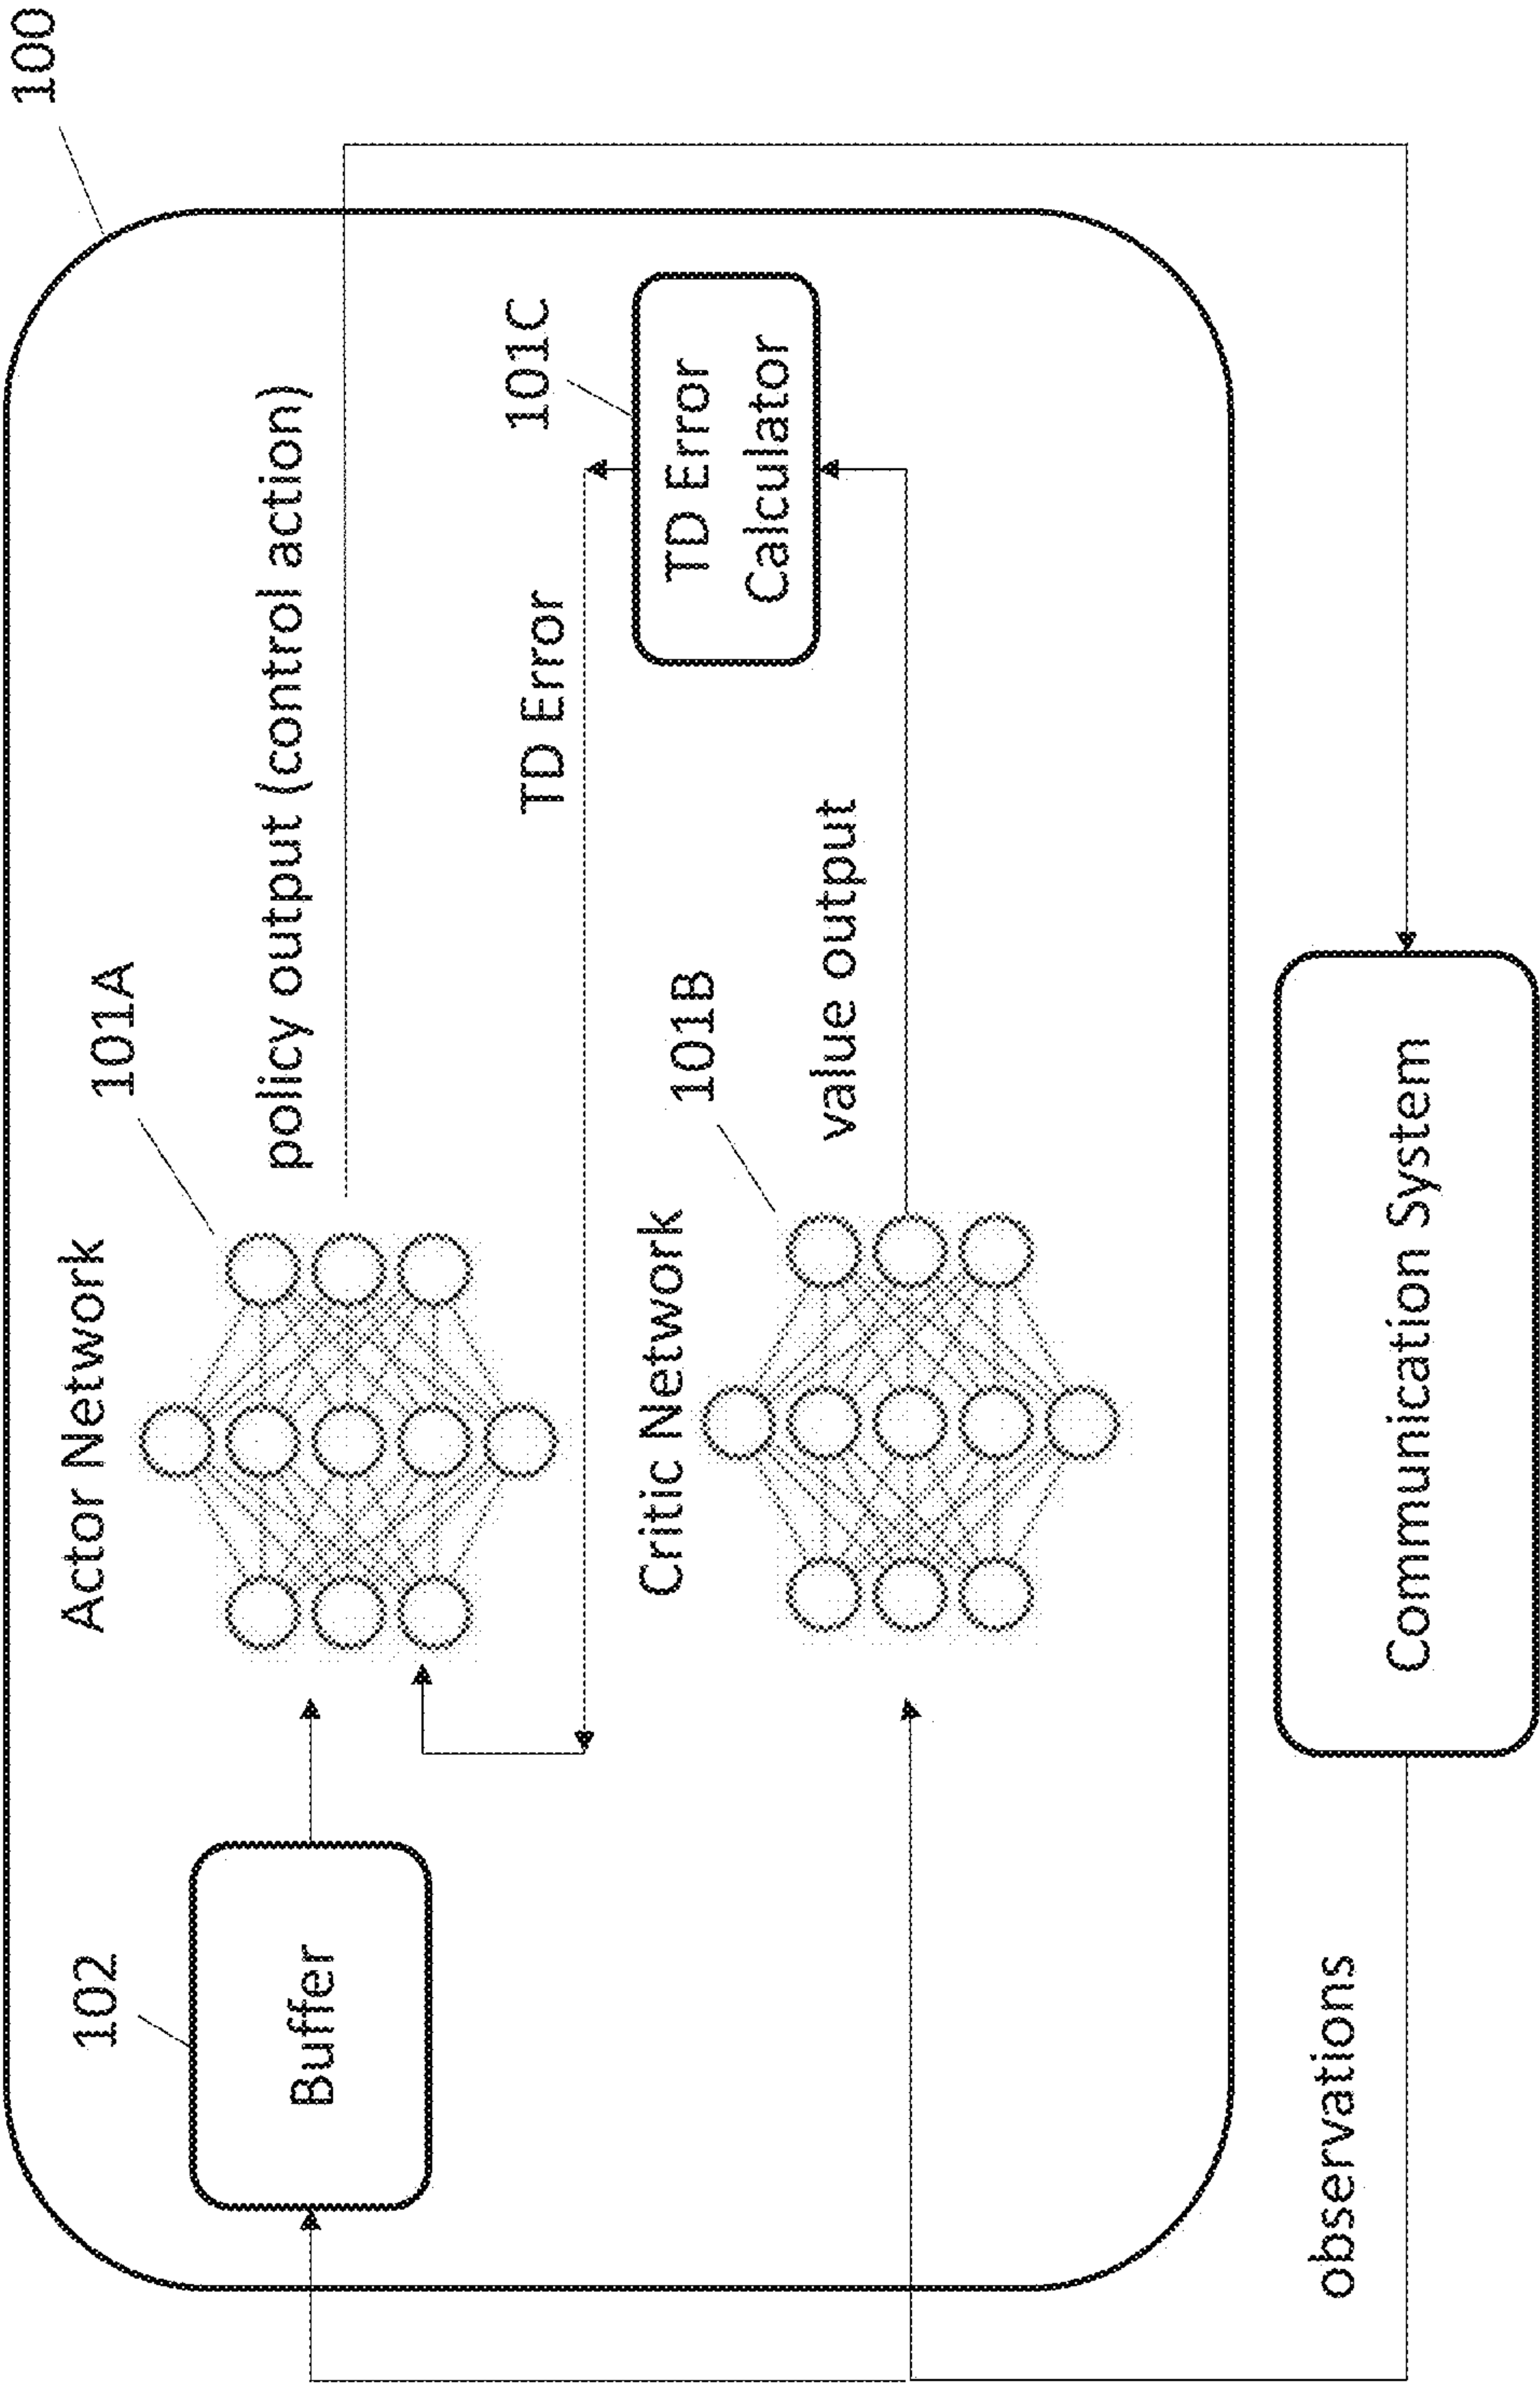 100
101A
Actor Network
102
Buffer
policy output (control action)
TD Error
101C
TD Error
Calculator
101B
Critic Network
value output
observations
Communication System